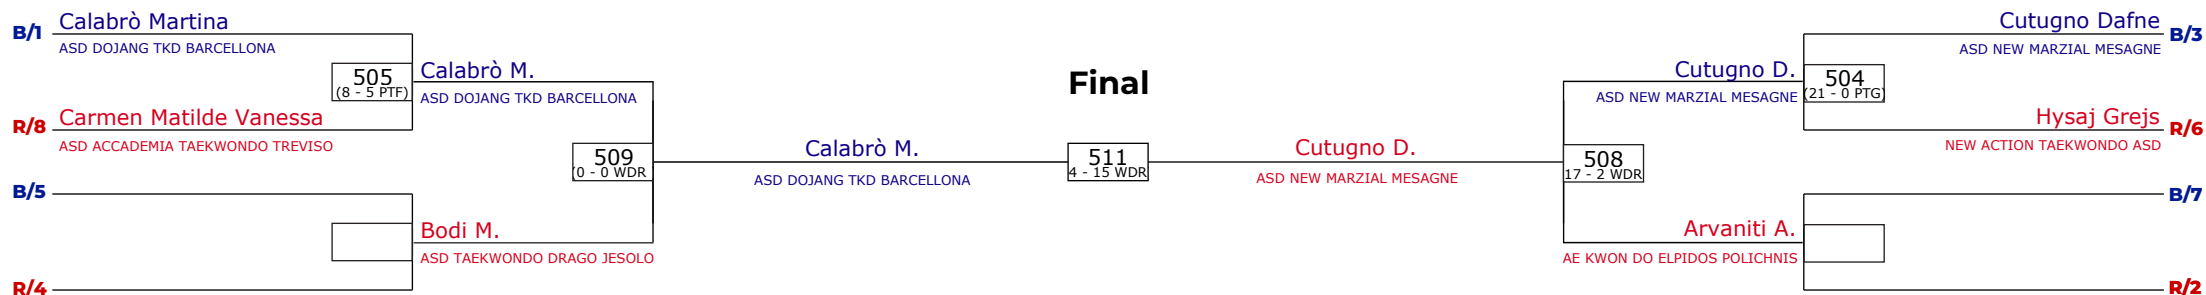 B/1 Calabrò Martina
ASD DOJANG TKD BARCELLONA
505
(8 - 5 PTF)
Calabrò M.
ASD DOJANG TKD BARCELLONA
R/8 Carmen Matilde Vanessa
ASD ACCADEMIA TAEKWONDO TREVISO
509
(0 - 0 WDR
B/5
Bodi M.
ASD TAEKWONDO DRAGO JESOLO
R/4
Final
Calabrò M.
ASD DOJANG TKD BARCELLONA
511
4 - 15 WDR
Cutugno D.
ASD NEW MARZIAL MESAGNE
Cutugno Dafne B/3
ASD NEW MARZIAL MESAGNE
Cutugno D.
ASD NEW MARZIAL MESAGNE
504
(21 - 0 PTG)
Hysaj Grejs R/6
NEW ACTION TAEKWONDO ASD
508
17 - 2 WDR
B/7
Arvaniti A.
AE KWON DO ELPIDOS POLICHNIS
R/2